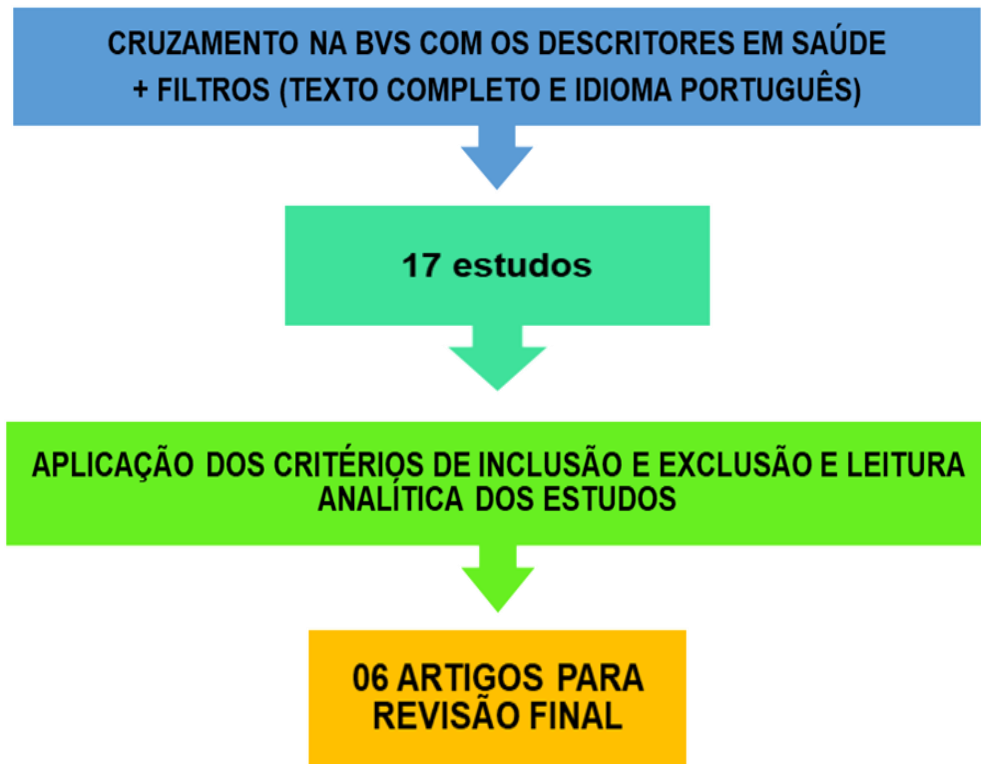 CRUZAMENTO NA BVS COM OS DESCRITORES EM SAÚDE
+ FILTROS (TEXTO COMPLETO E IDIOMA PORTUGUÊS)
17 estudos
APLICAÇÃO DOS CRITÉRIOS DE INCLUSÃO E EXCLUSÃO E LEITURA
ANALÍTICA DOS ESTUDOS
06 ARTIGOS PARA
REVISÃO FINAL